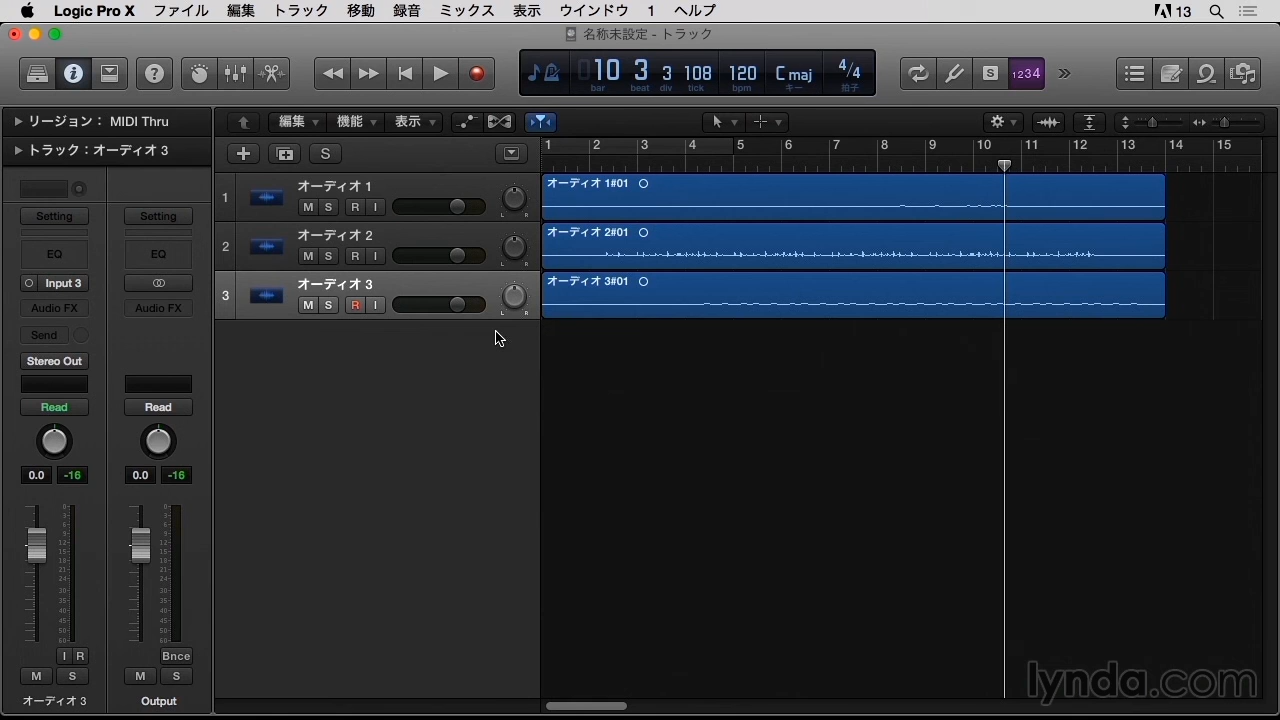 Logic Pro X ファイル 編集 トラック 移動 録音 ミックス 表示 ウインドウ 1 ヘルプ 13
名称未設定 - トラック
10 3 3 108 120 C maj 4/4
bar beat div tick bpm キー 拍子
1234
リージョン： MIDI Thru
編集 機能 表示
トラック：オーディオ 3
S
1 2 3 4 5 6 7 8 9 10 11 12 13 14 15
1 オーディオ 1
M S R I
L R
オーディオ 1#01
2 オーディオ 2
M S R I
L R
オーディオ 2#01
3 オーディオ 3
M S R I
L R
オーディオ 3#01
Setting Setting
EQ EQ
Input 3
Audio FX Audio FX
Send
Stereo Out
Read Read
0.0 -16 0.0 -16
I R Bnce
M S M S
オーディオ 3 Output
lynda.com